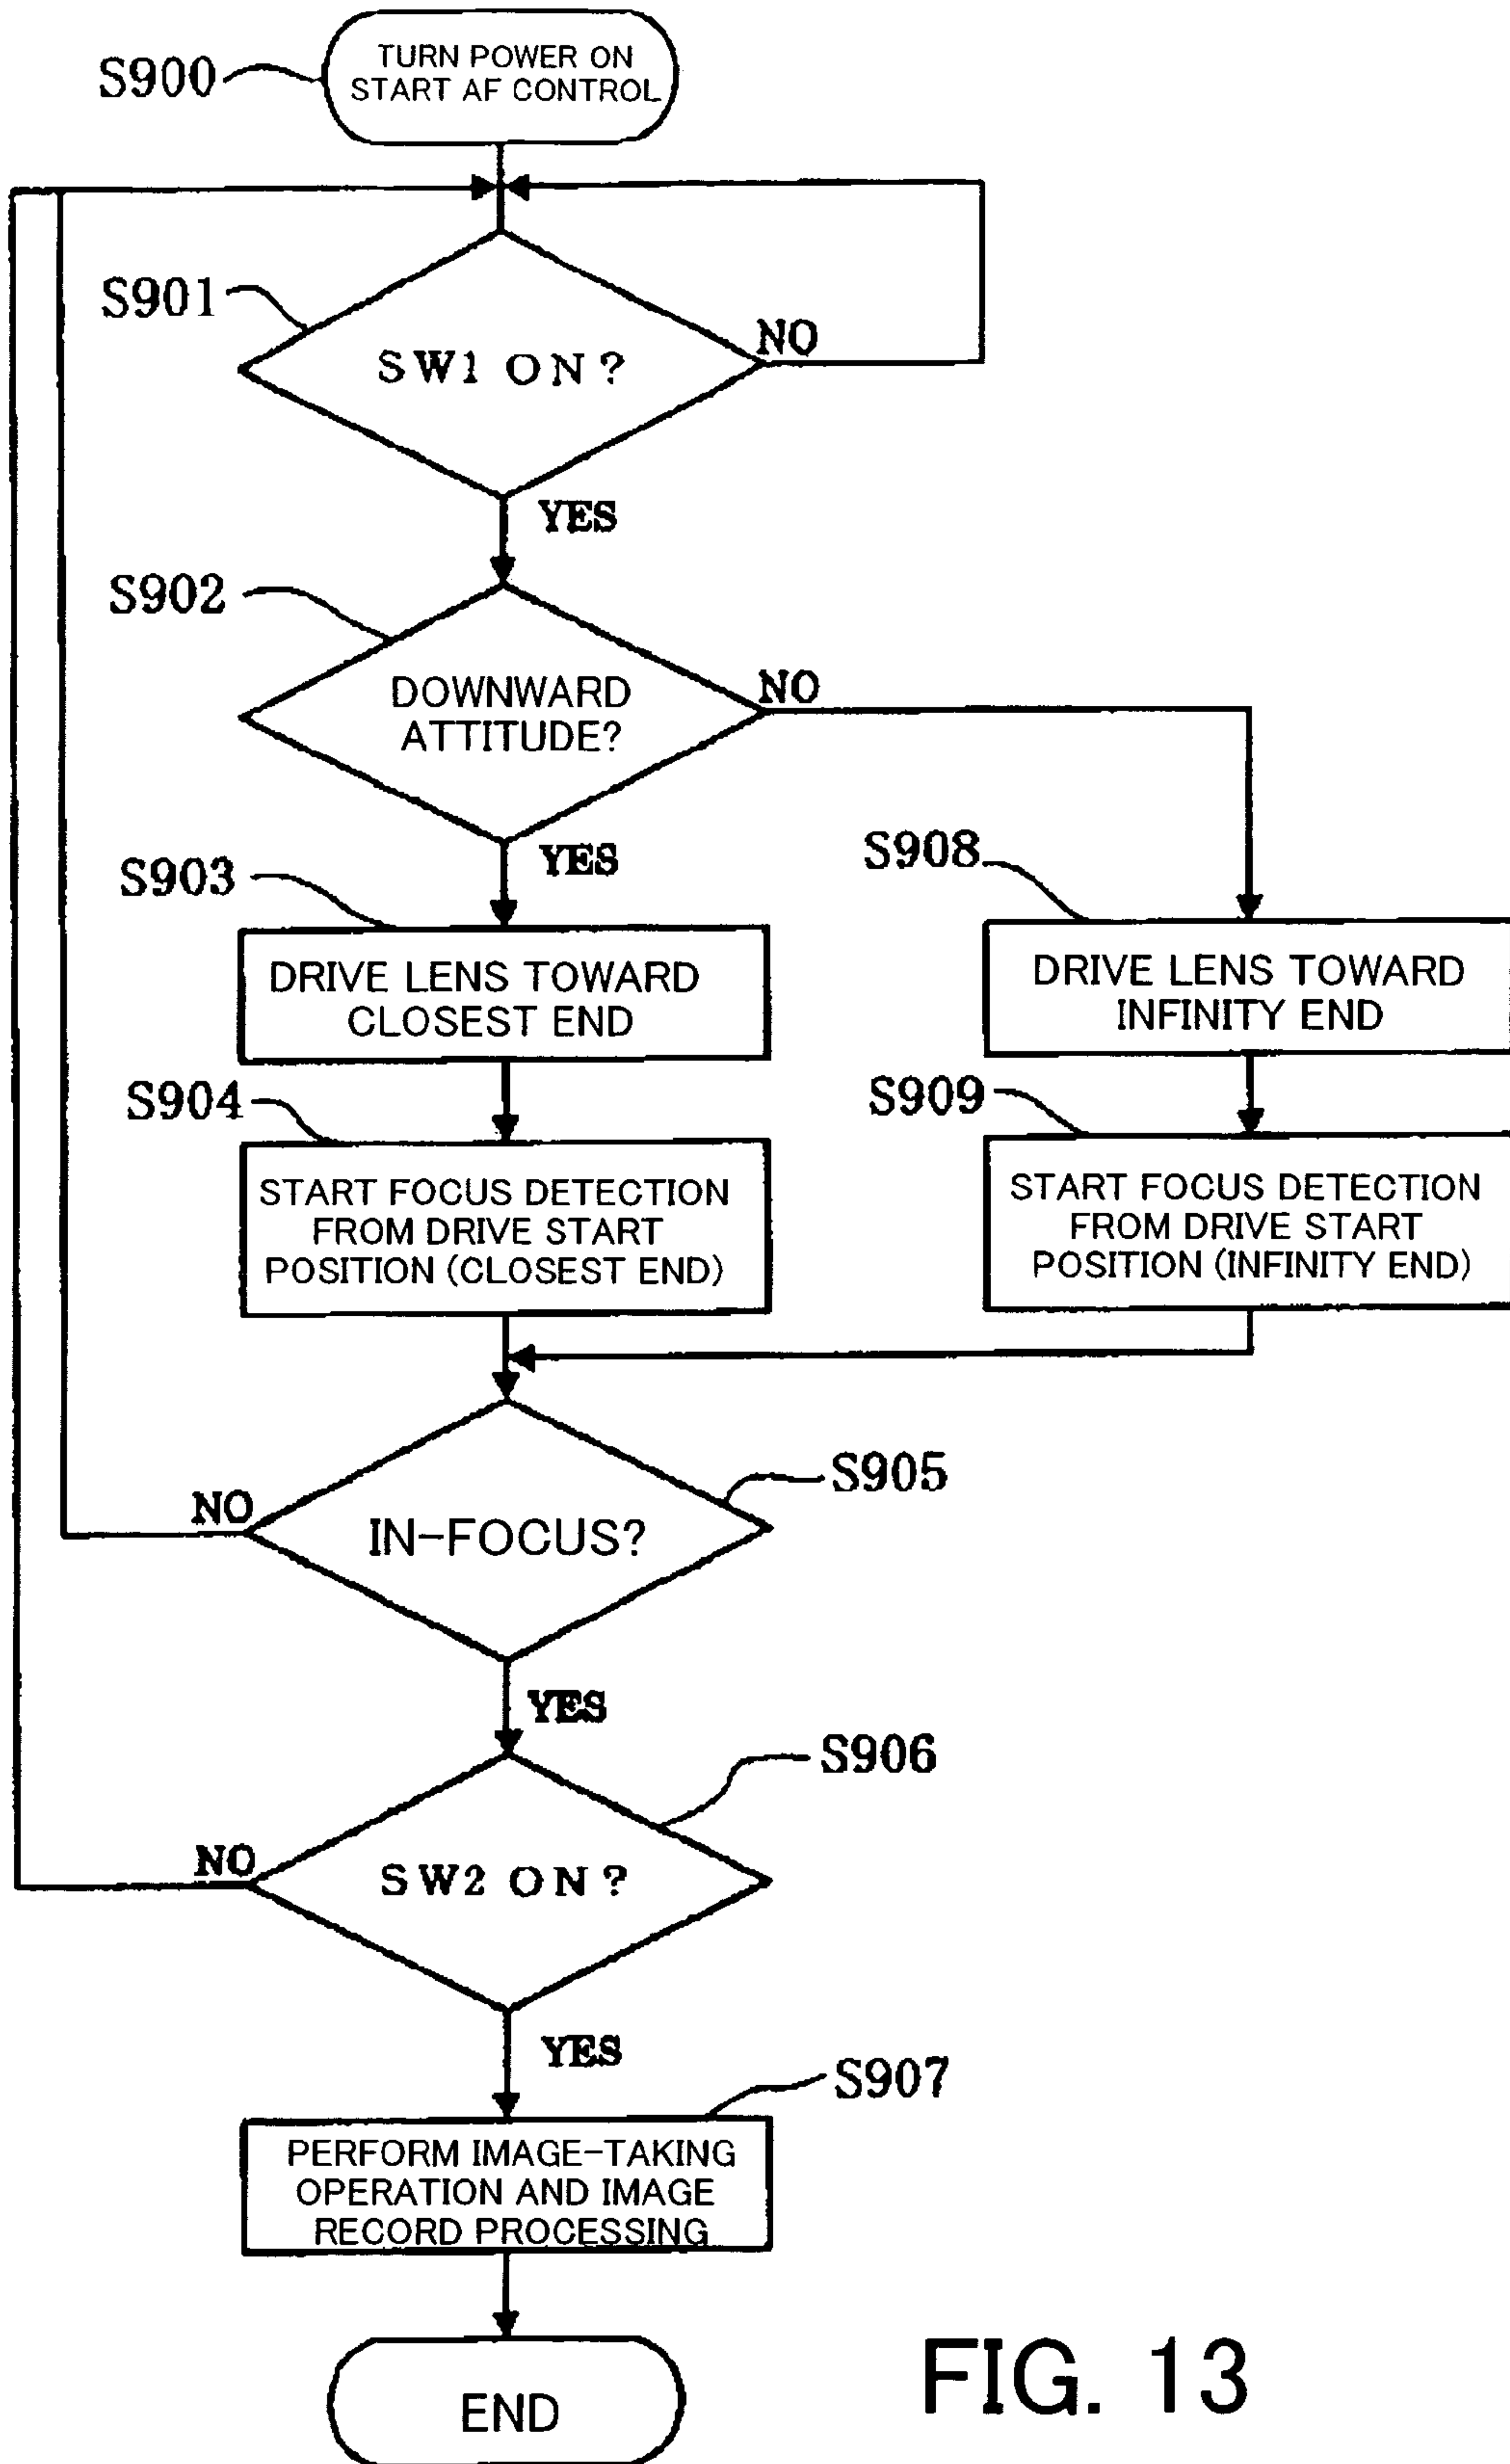 S900
TURN POWER ON
START AF CONTROL
S901
SW1 ON?
NO
YES
S902
DOWNWARD
ATTITUDE?
NO
YES
S903
DRIVE LENS TOWARD
CLOSEST END
S908
DRIVE LENS TOWARD
INFINITY END
S904
START FOCUS DETECTION
FROM DRIVE START
POSITION (CLOSEST END)
S909
START FOCUS DETECTION
FROM DRIVE START
POSITION (INFINITY END)
S905
NO
IN-FOCUS?
YES
S906
NO
SW2 ON?
YES
S907
PERFORM IMAGE-TAKING
OPERATION AND IMAGE
RECORD PROCESSING
END
FIG. 13